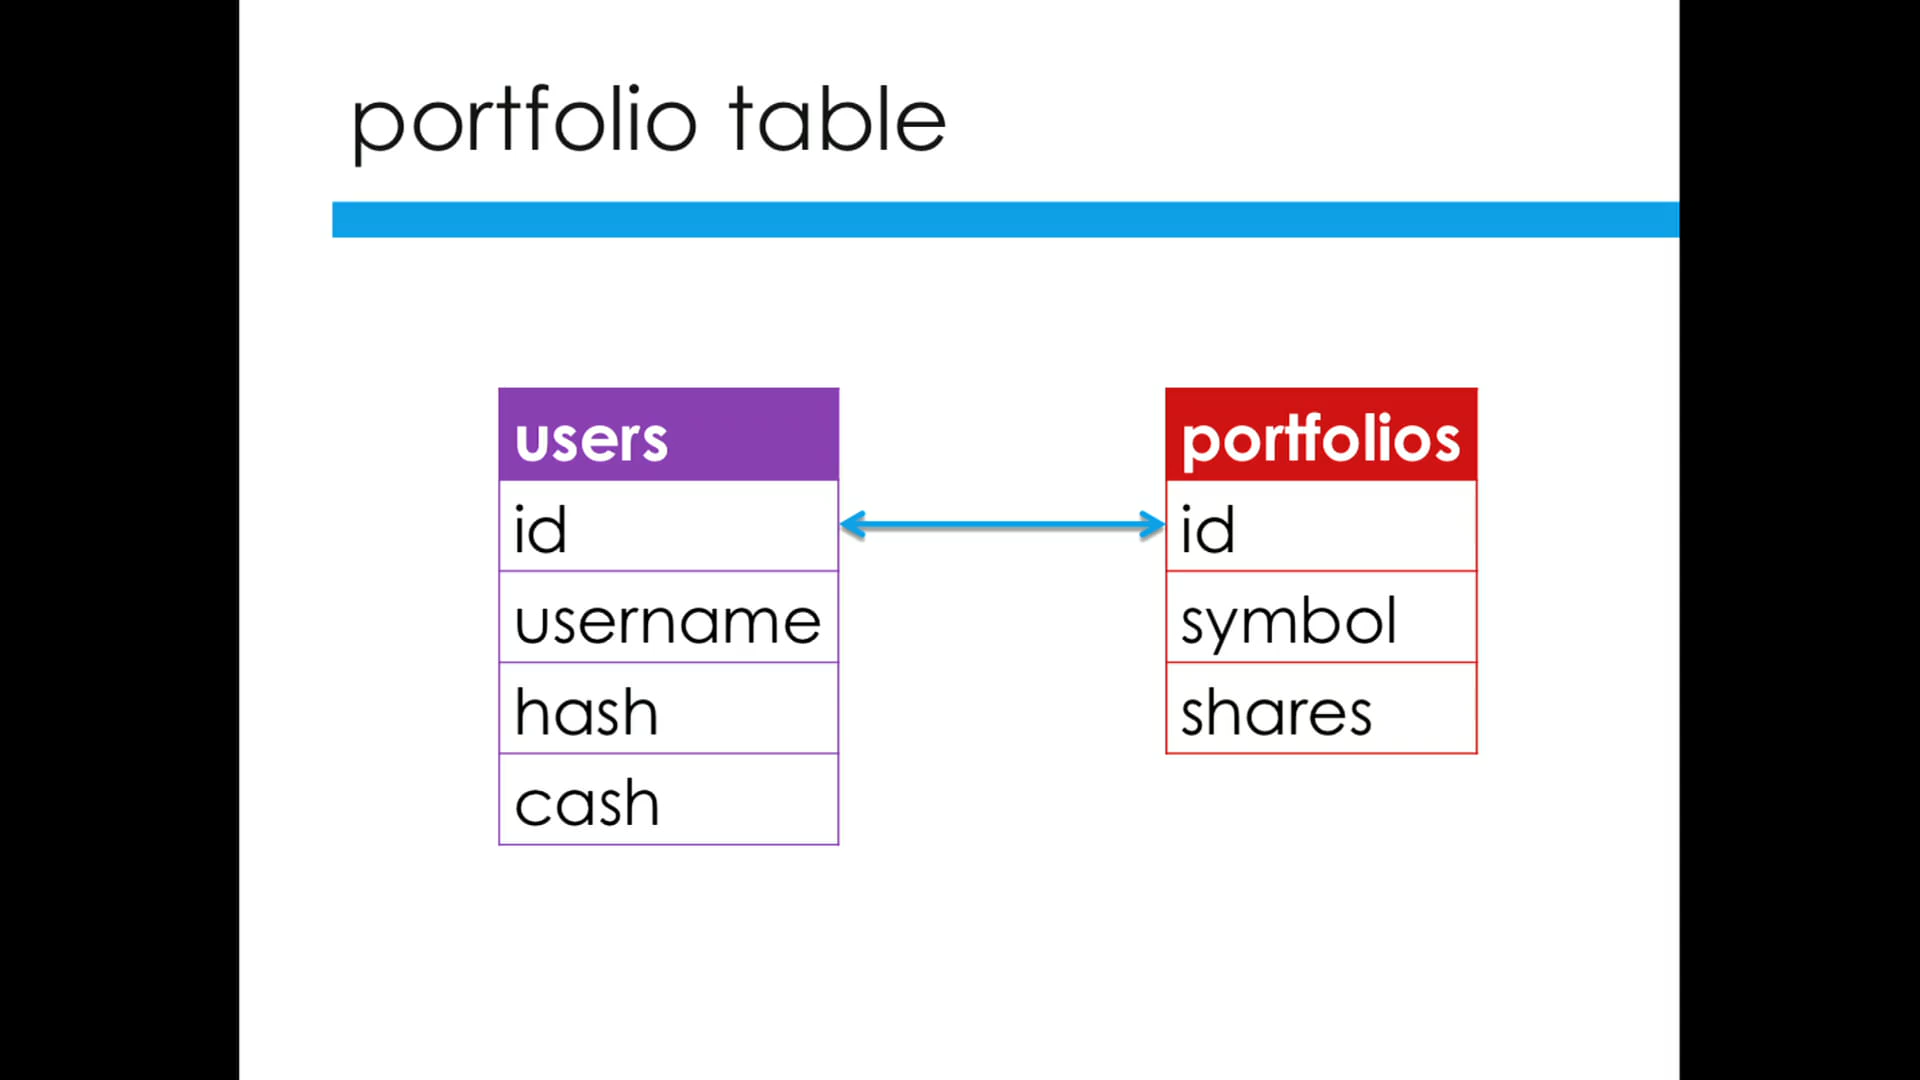 portfolio table
users
id
username
hash
cash
portfolios
id
symbol
shares